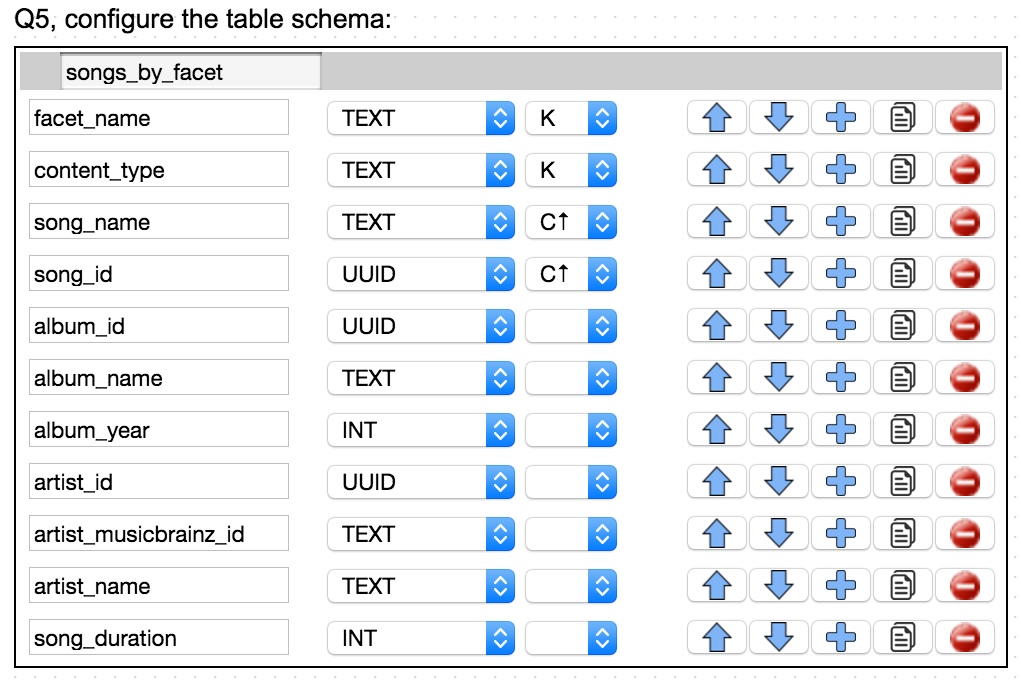 Q5, configure the table schema:
songs_by_facet
facet_name TEXT K
content_type TEXT K
song_name TEXT C↑
song_id UUID C↑
album_id UUID
album_name TEXT
album_year INT
artist_id UUID
artist_musicbrainz_id TEXT
artist_name TEXT
song_duration INT